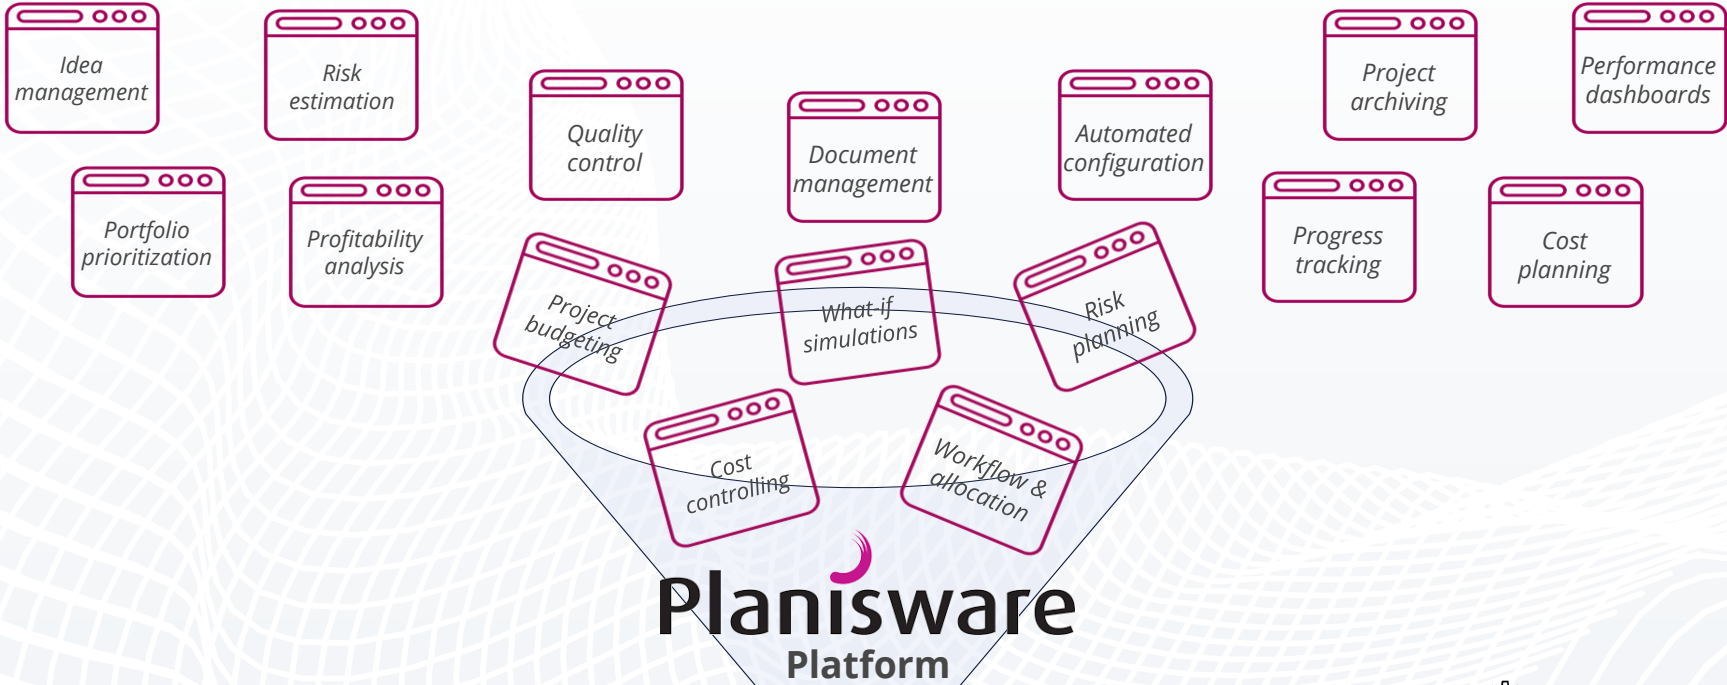 Idea
management
Risk
estimation
Quality
control
Document
management
Automated
configuration
Project
archiving
Performance
dashboards
Portfolio
prioritization
Profitability
analysis
Project
budgeting
What-if
simulations
Risk
planning
Progress
tracking
Cost
planning
Cost
controlling
Workflow &
allocation
Planisware
Platform